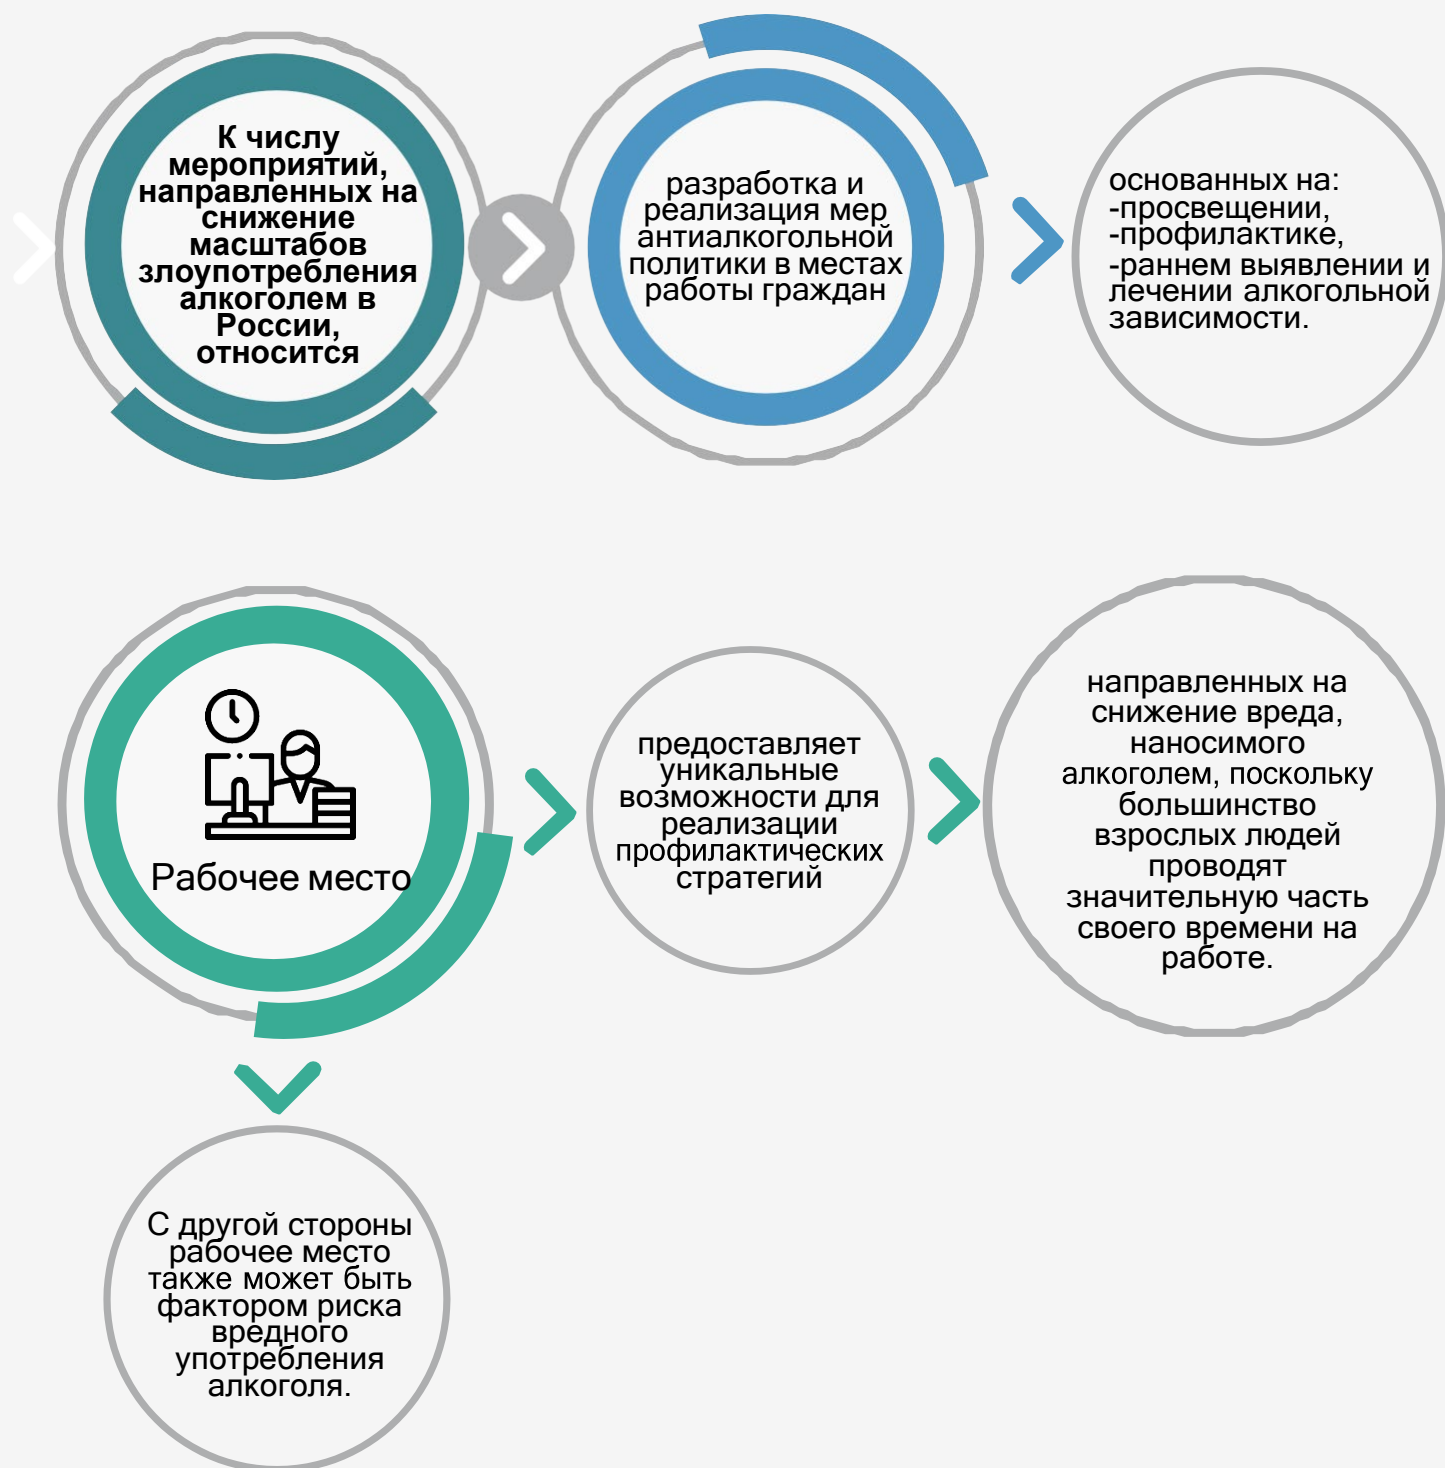 К числу
мероприятий,
направленных на
снижение
масштабов
злоупотребления
алкоголем в
России,
относится
разработка и
реализация мер
антиалкогольной
политики в местах
работы граждан
основанных на:
-просвещении,
-профилактике,
-раннем выявлении и
лечении алкогольной
зависимости.
Рабочее место
предоставляет
уникальные
возможности для
реализации
профилактических
стратегий
направленных на
снижение вреда,
наносимого
алкоголем, поскольку
большинство
взрослых людей
проводят
значительную часть
своего времени на
работе.
С другой стороны
рабочее место
также может быть
фактором риска
вредного
употребления
алкоголя.